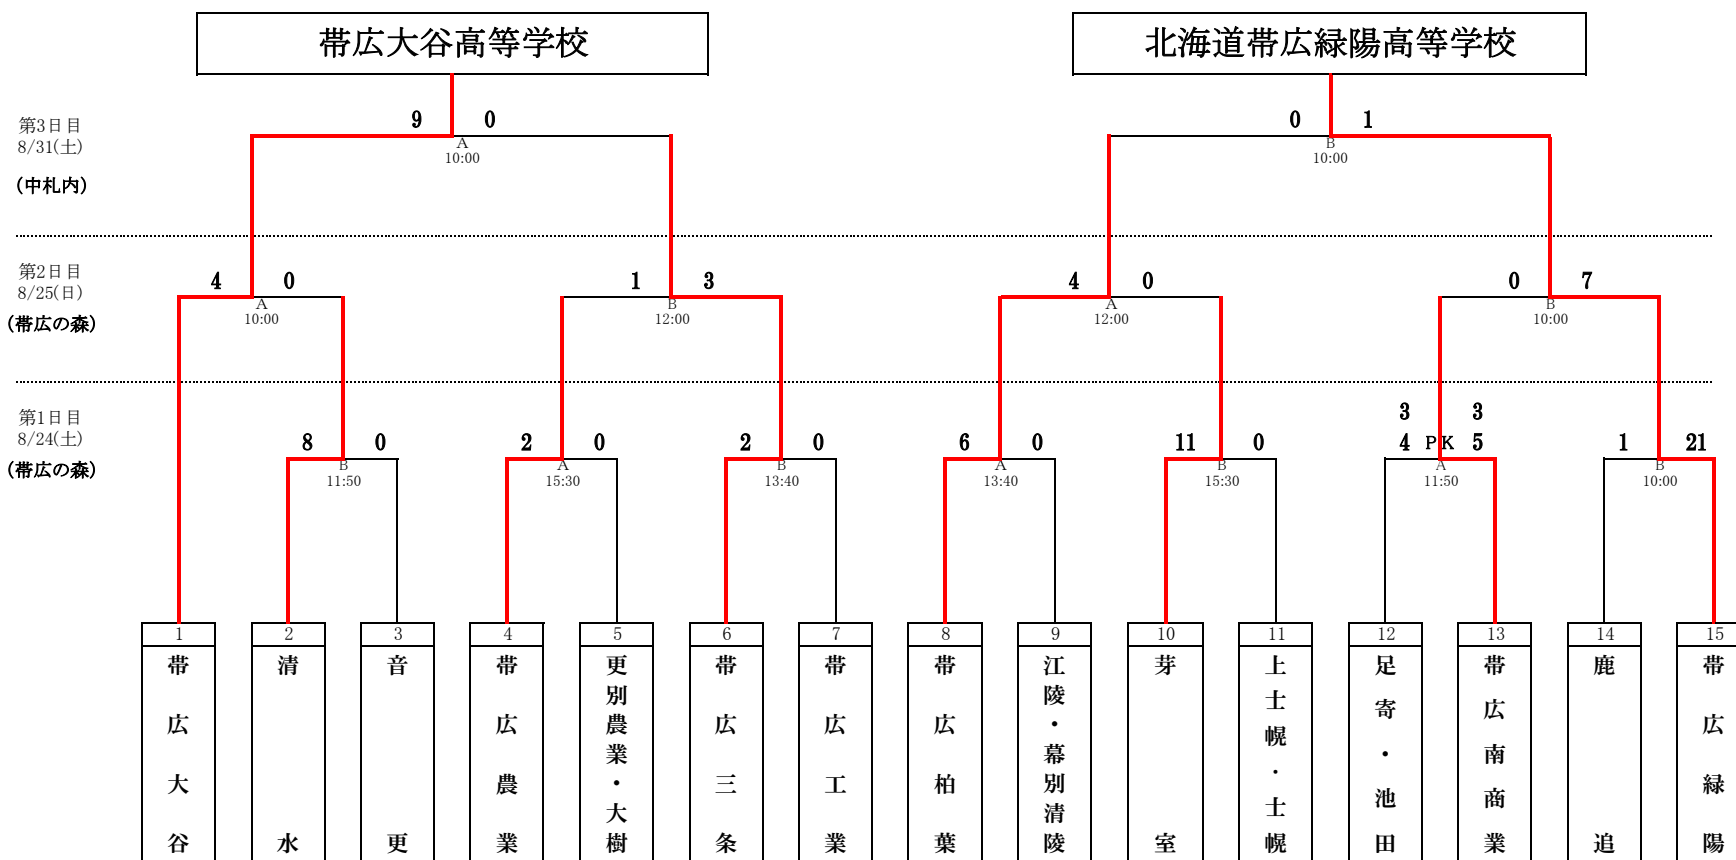 帯広大谷高等学校 北海道帯広緑陽高等学校
第3日目
8/31(土)
(中札内)
9 0 0 1
A B
10:00 10:00
第2日目
8/25(日)
(帯広の森)
4 0 1 3 4 0 0 7
A B A B
10:00 12:00 12:00 10:00
第1日目
8/24(土)
(帯広の森)
3 3
8 0 2 0 2 0 6 0 11 0 4 PK 5 1 21
B A B A B A B
11:50 15:30 13:40 13:40 15:30 11:50 10:00
1 2 3 4 5 6 7 8 9 10 11 12 13 14 15
帯広大谷
清水
音更
帯広農業
更別農業・大樹
帯広三条
帯広工業
帯広柏葉
江陵・幕別清陵
芽室
上士幌・士幌
足寄・池田
帯広南商業
鹿追
帯広緑陽